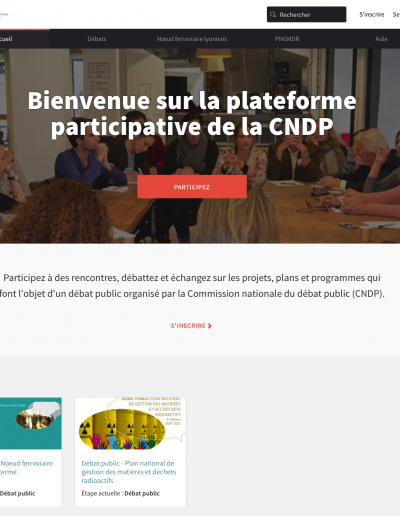 Rechercher
S'inscrire Se
cueil Débats Nœud ferroviaire lyonnais PNGMDR Aide
Bienvenue sur la plateforme
participative de la CNDP
PARTICIPEZ
Participez à des rencontres, débattez et échangez sur les projets, plans et programmes qui
font l'objet d'un débat public organisé par la Commission nationale du débat public (CNDP).
S'INSCRIRE
DÉBAT PUBLIC PLAN NATIONAL
DE GESTION DES MATIÈRES
ET DES DÉCHETS
RADIOACTIFS
Noeud ferroviaire
terme
Débat public
Débat public - Plan national de
gestion des matières et déchets
radioactifs
Étape actuelle : Débat public